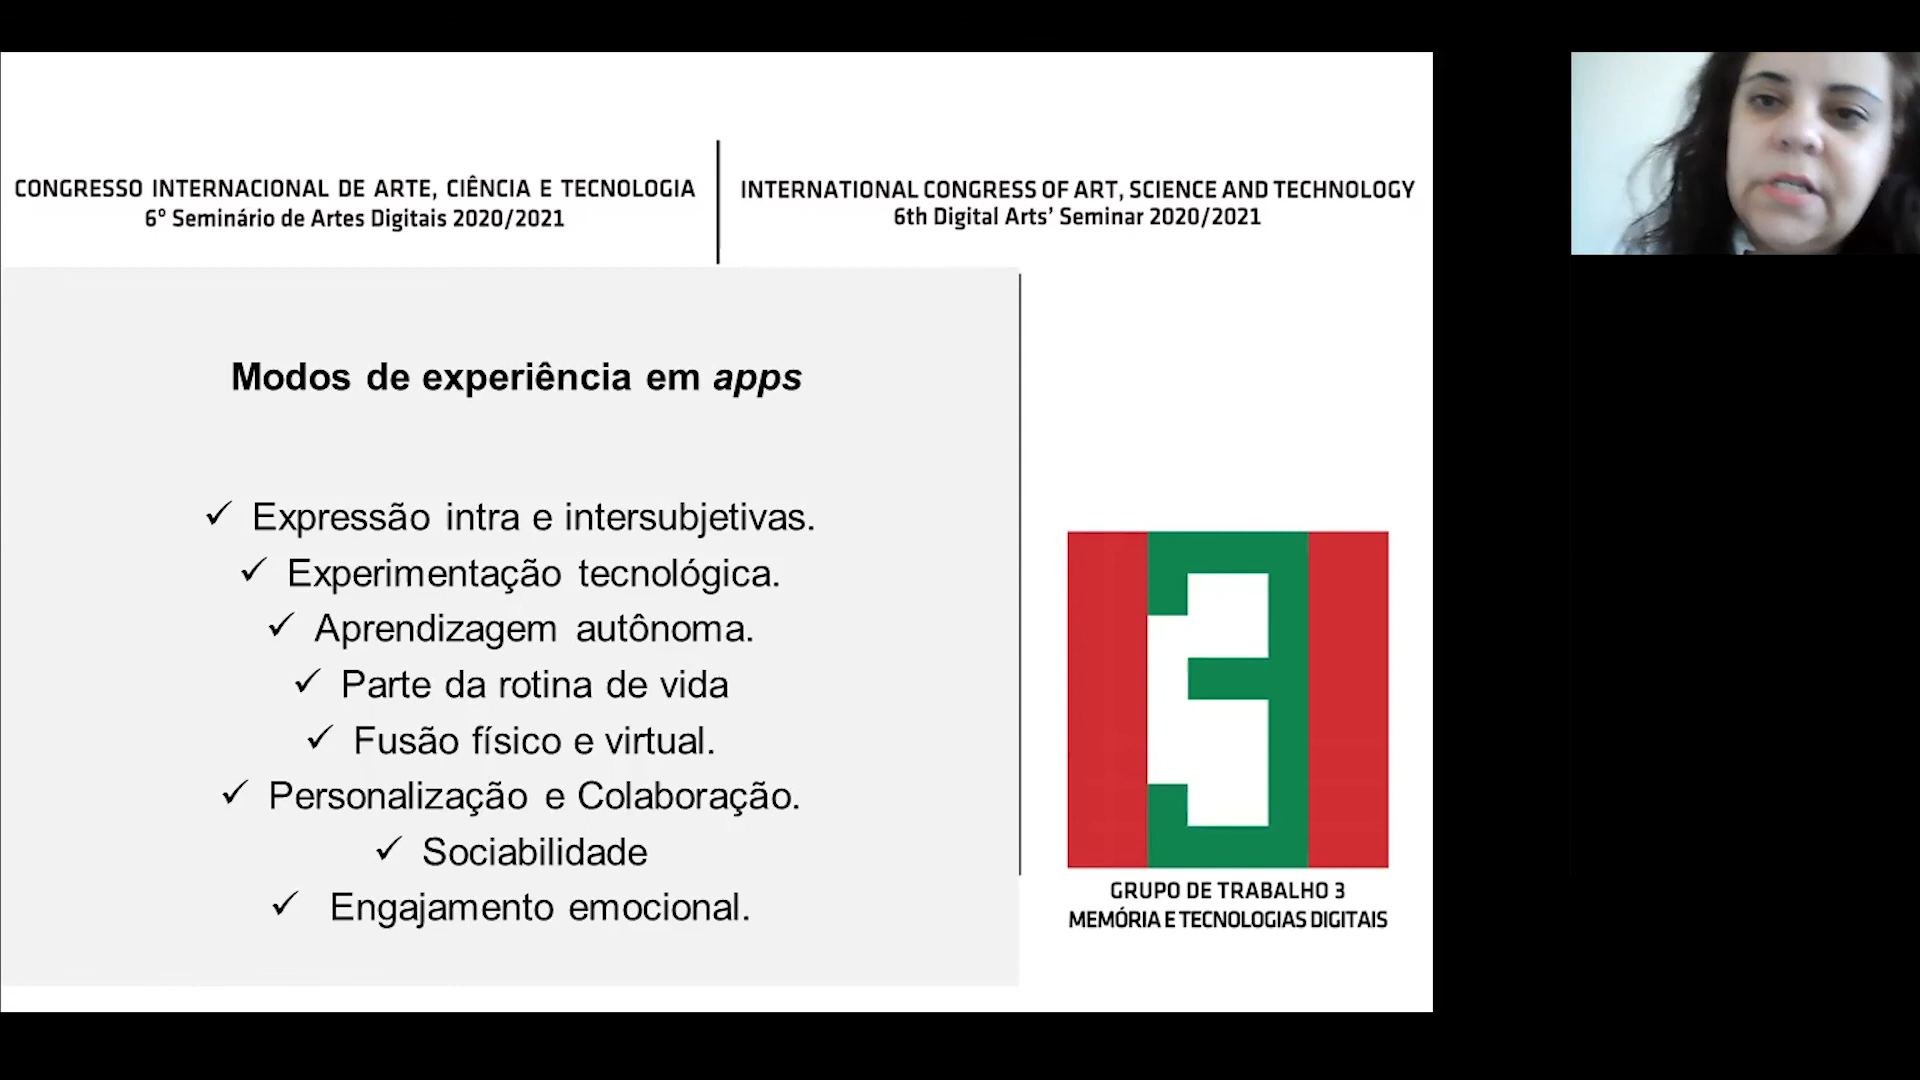 CONGRESSO INTERNACIONAL DE ARTE, CIÊNCIA E TECNOLOGIA
6º Seminário de Artes Digitais 2020/2021
INTERNATIONAL CONGRESS OF ART, SCIENCE AND TECHNOLOGY
6th Digital Arts’ Seminar 2020/2021
Modos de experiência em apps
✓ Expressão intra e intersubjetivas.
✓ Experimentação tecnológica.
✓ Aprendizagem autônoma.
✓ Parte da rotina de vida
✓ Fusão físico e virtual.
✓ Personalização e Colaboração.
✓ Sociabilidade
✓ Engajamento emocional.
3
GRUPO DE TRABALHO 3
MEMÓRIA E TECNOLOGIAS DIGITAIS